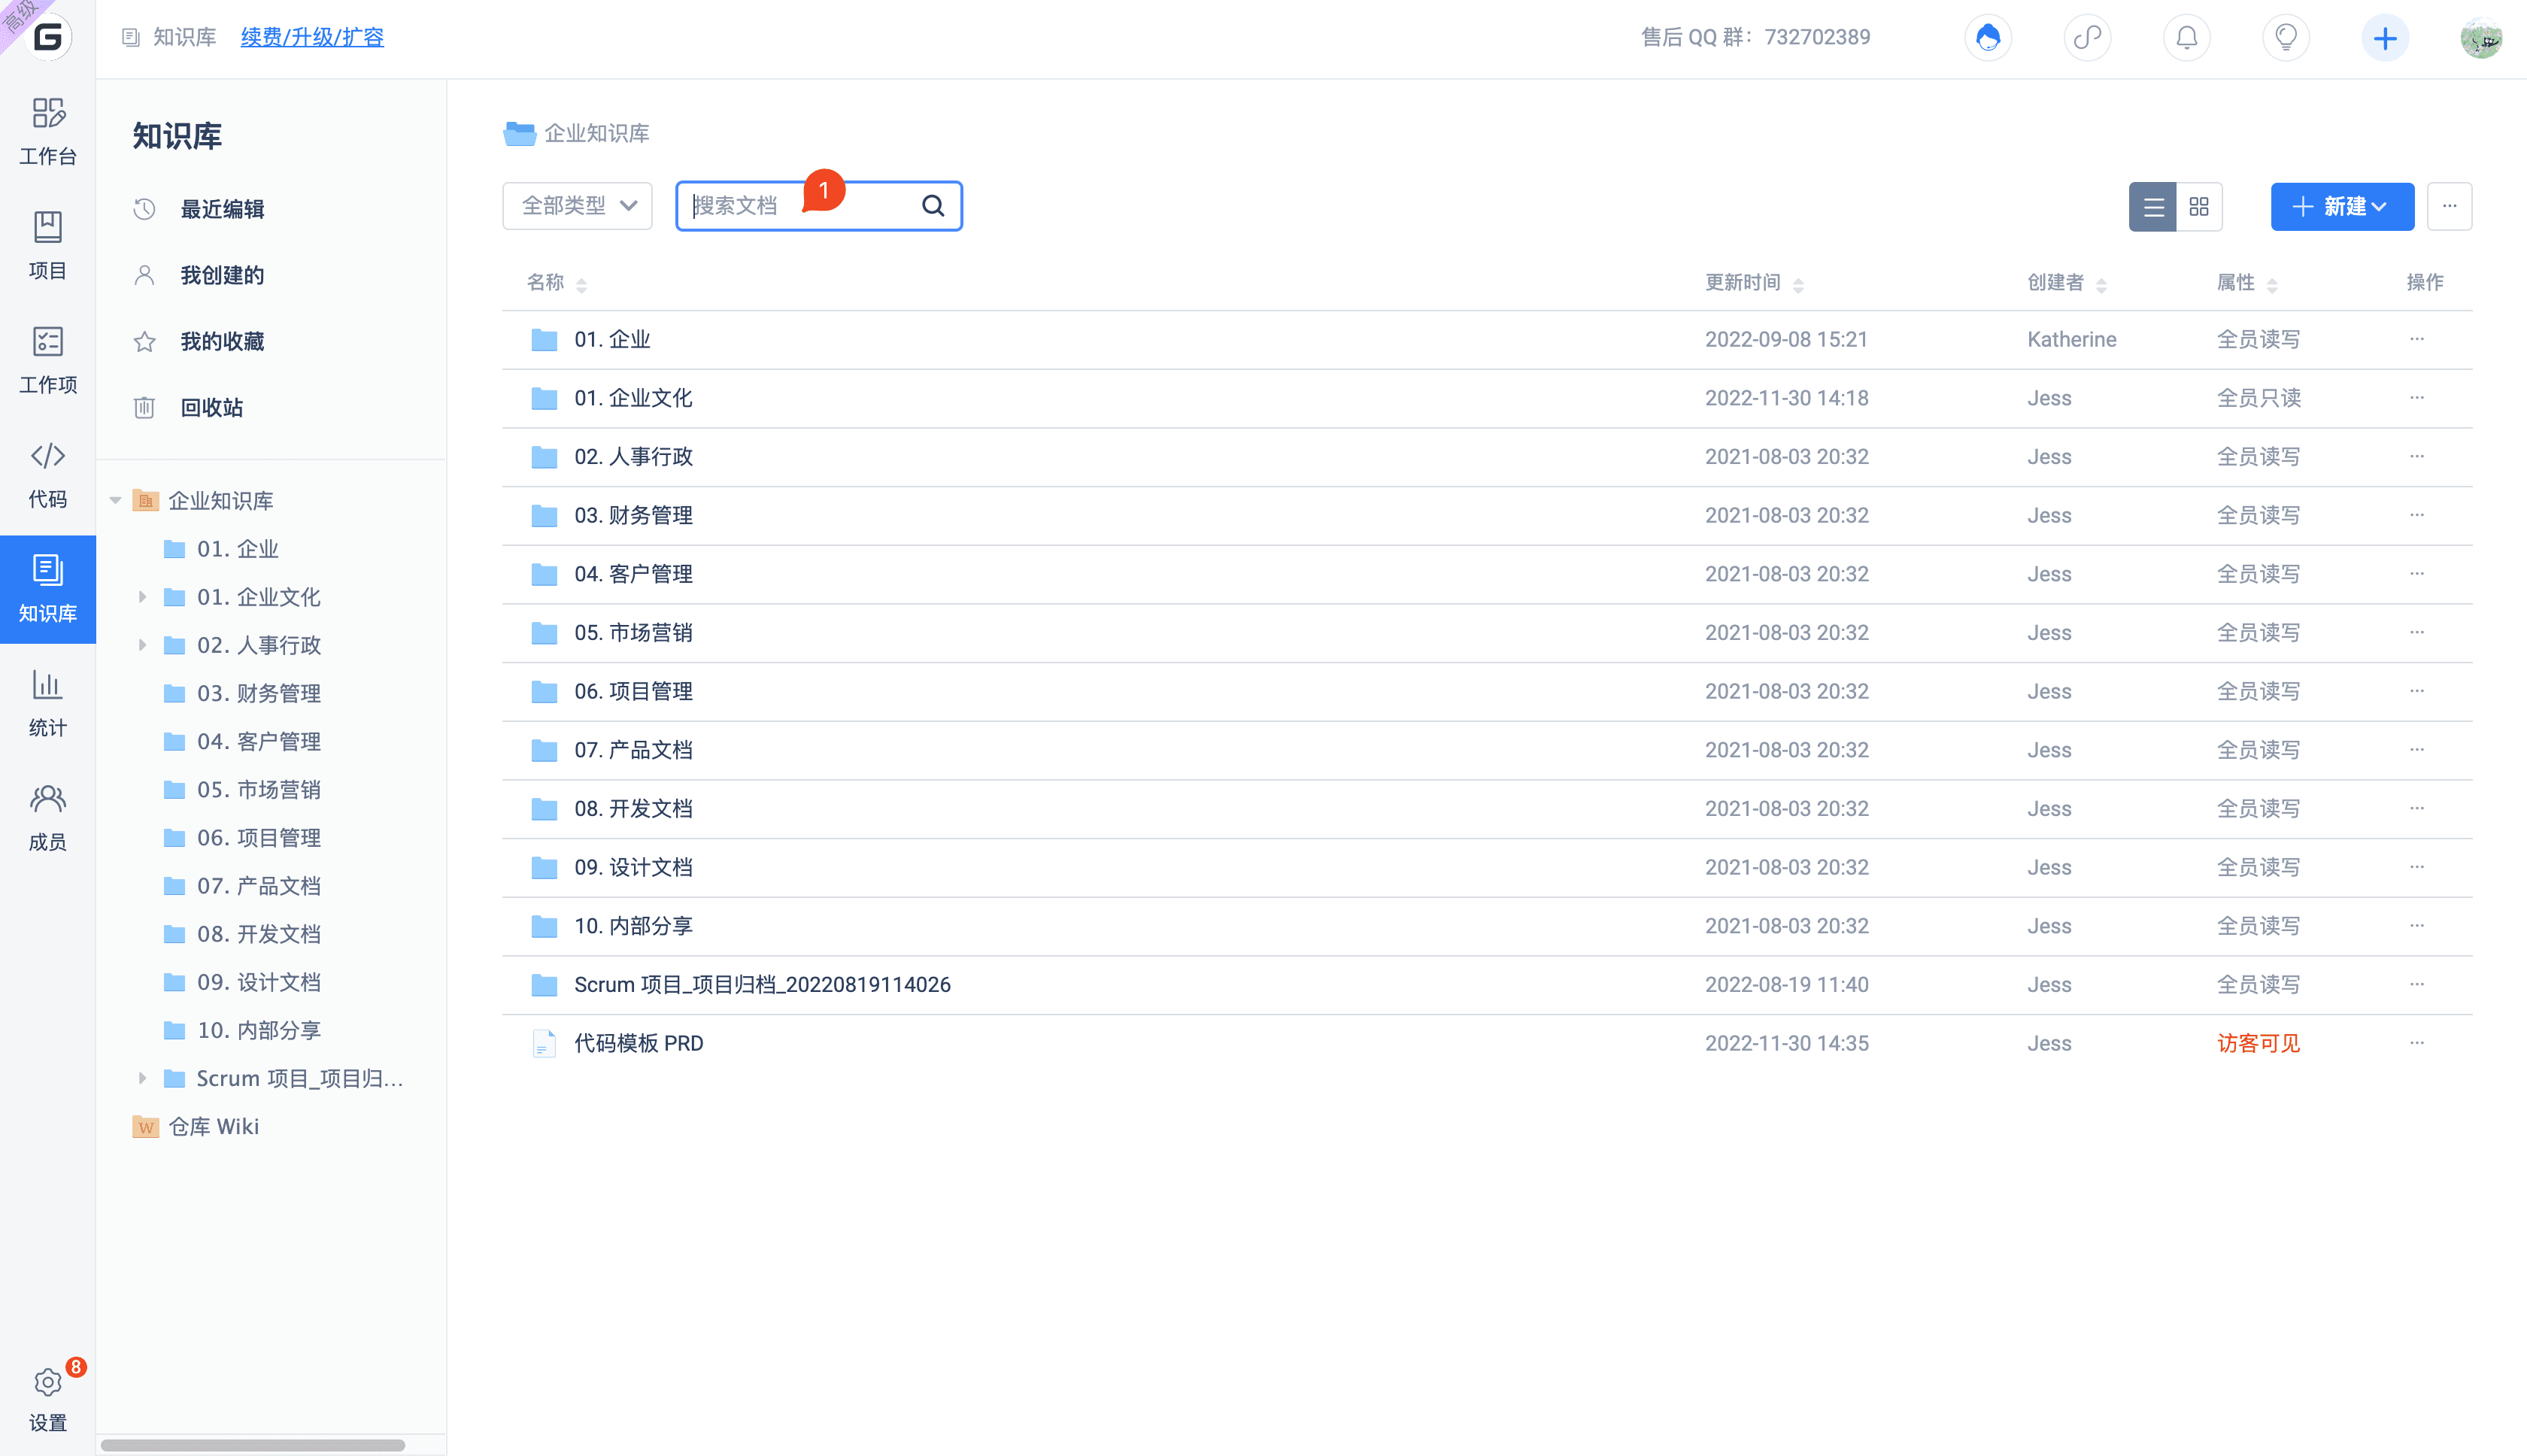 高级
知识库 续费/升级/扩容
售后 QQ 群：732702389
工作台
项目
工作项
代码
知识库
统计
成员
8
设置
知识库
最近编辑
我创建的
我的收藏
回收站
企业知识库
01. 企业
01. 企业文化
02. 人事行政
03. 财务管理
04. 客户管理
05. 市场营销
06. 项目管理
07. 产品文档
08. 开发文档
09. 设计文档
10. 内部分享
Scrum 项目_项目归...
W 仓库 Wiki
企业知识库
全部类型 搜索文档 1 新建 ...
名称 更新时间 创建者 属性 操作
01. 企业 2022-09-08 15:21 Katherine 全员读写 ...
01. 企业文化 2022-11-30 14:18 Jess 全员只读 ...
02. 人事行政 2021-08-03 20:32 Jess 全员读写 ...
03. 财务管理 2021-08-03 20:32 Jess 全员读写 ...
04. 客户管理 2021-08-03 20:32 Jess 全员读写 ...
05. 市场营销 2021-08-03 20:32 Jess 全员读写 ...
06. 项目管理 2021-08-03 20:32 Jess 全员读写 ...
07. 产品文档 2021-08-03 20:32 Jess 全员读写 ...
08. 开发文档 2021-08-03 20:32 Jess 全员读写 ...
09. 设计文档 2021-08-03 20:32 Jess 全员读写 ...
10. 内部分享 2021-08-03 20:32 Jess 全员读写 ...
Scrum 项目_项目归档_20220819114026 2022-08-19 11:40 Jess 全员读写 ...
代码模板 PRD 2022-11-30 14:35 Jess 访客可见 ...